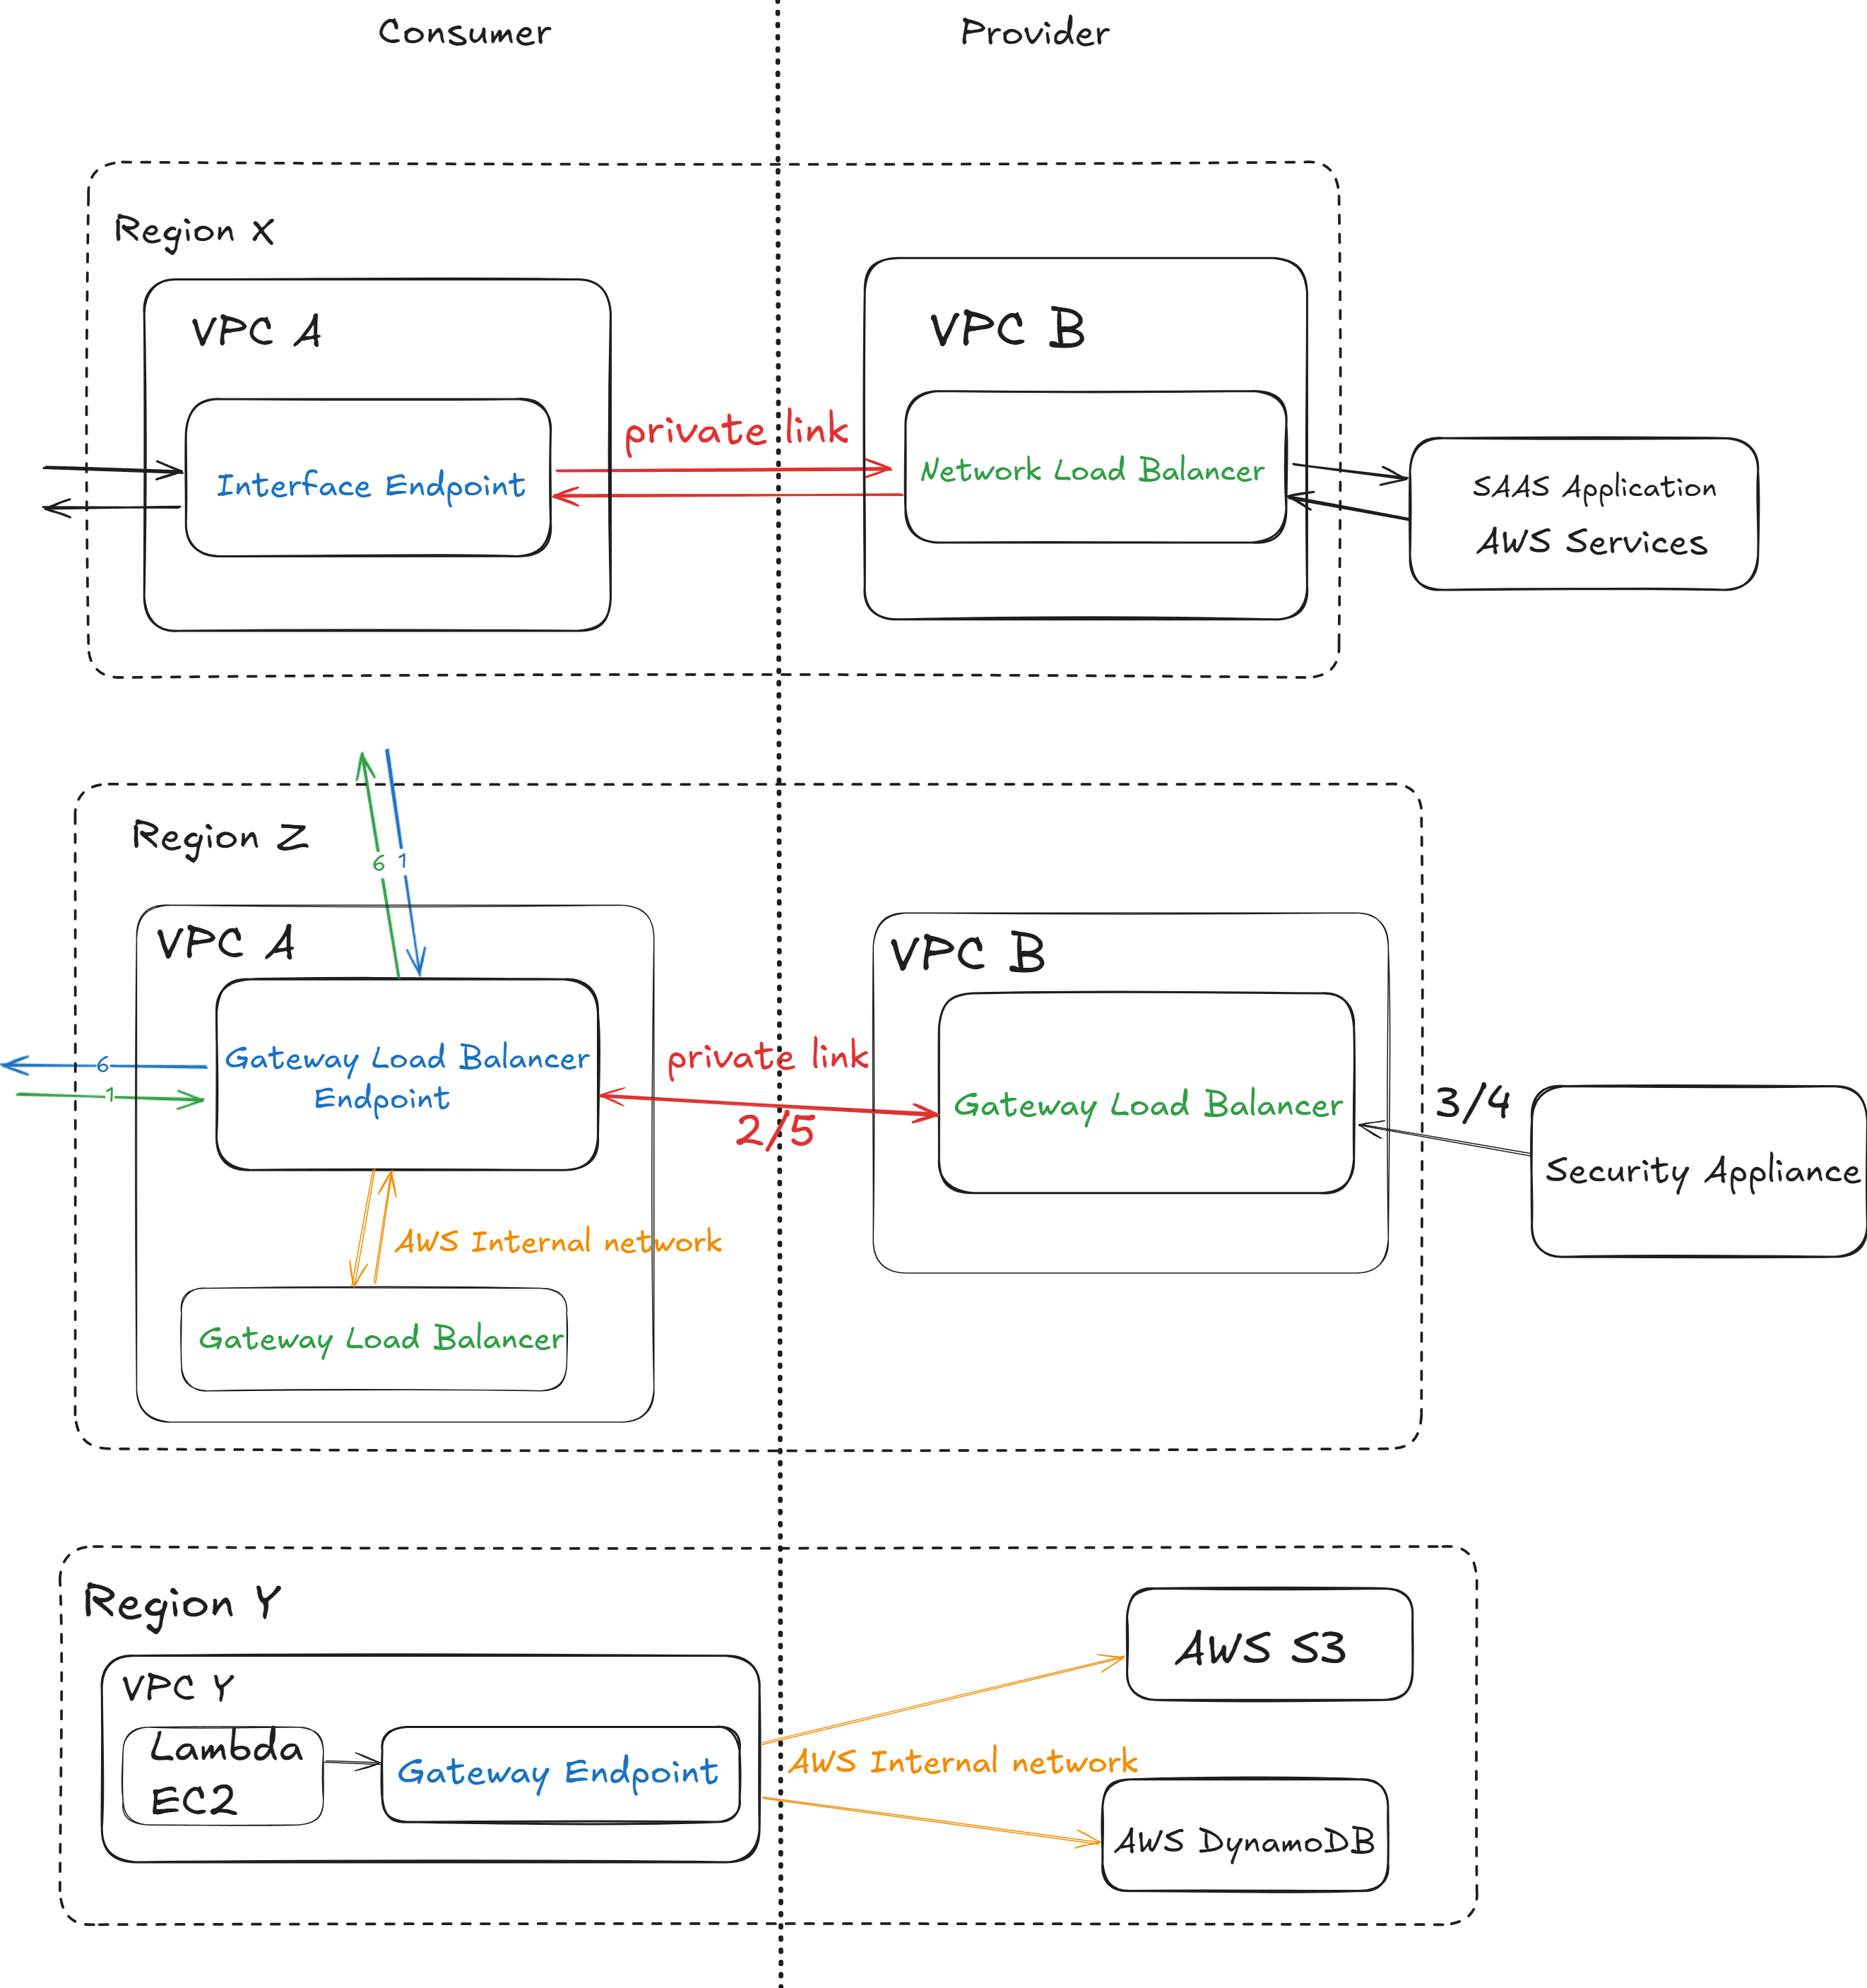 Consumer
Provider
Region X
VPC A
VPC B
private link
Interface Endpoint
Network Load Balancer
SAAS Application
AWS Services
Region Z
6
1
VPC A
VPC B
Gateway Load Balancer
Endpoint
6
1
private link
2/5
Gateway Load Balancer
3/4
Security Appliance
AWS Internal network
Gateway Load Balancer
Region Y
VPC Y
Lambda
EC2
Gateway Endpoint
AWS Internal network
AWS S3
AWS DynamoDB